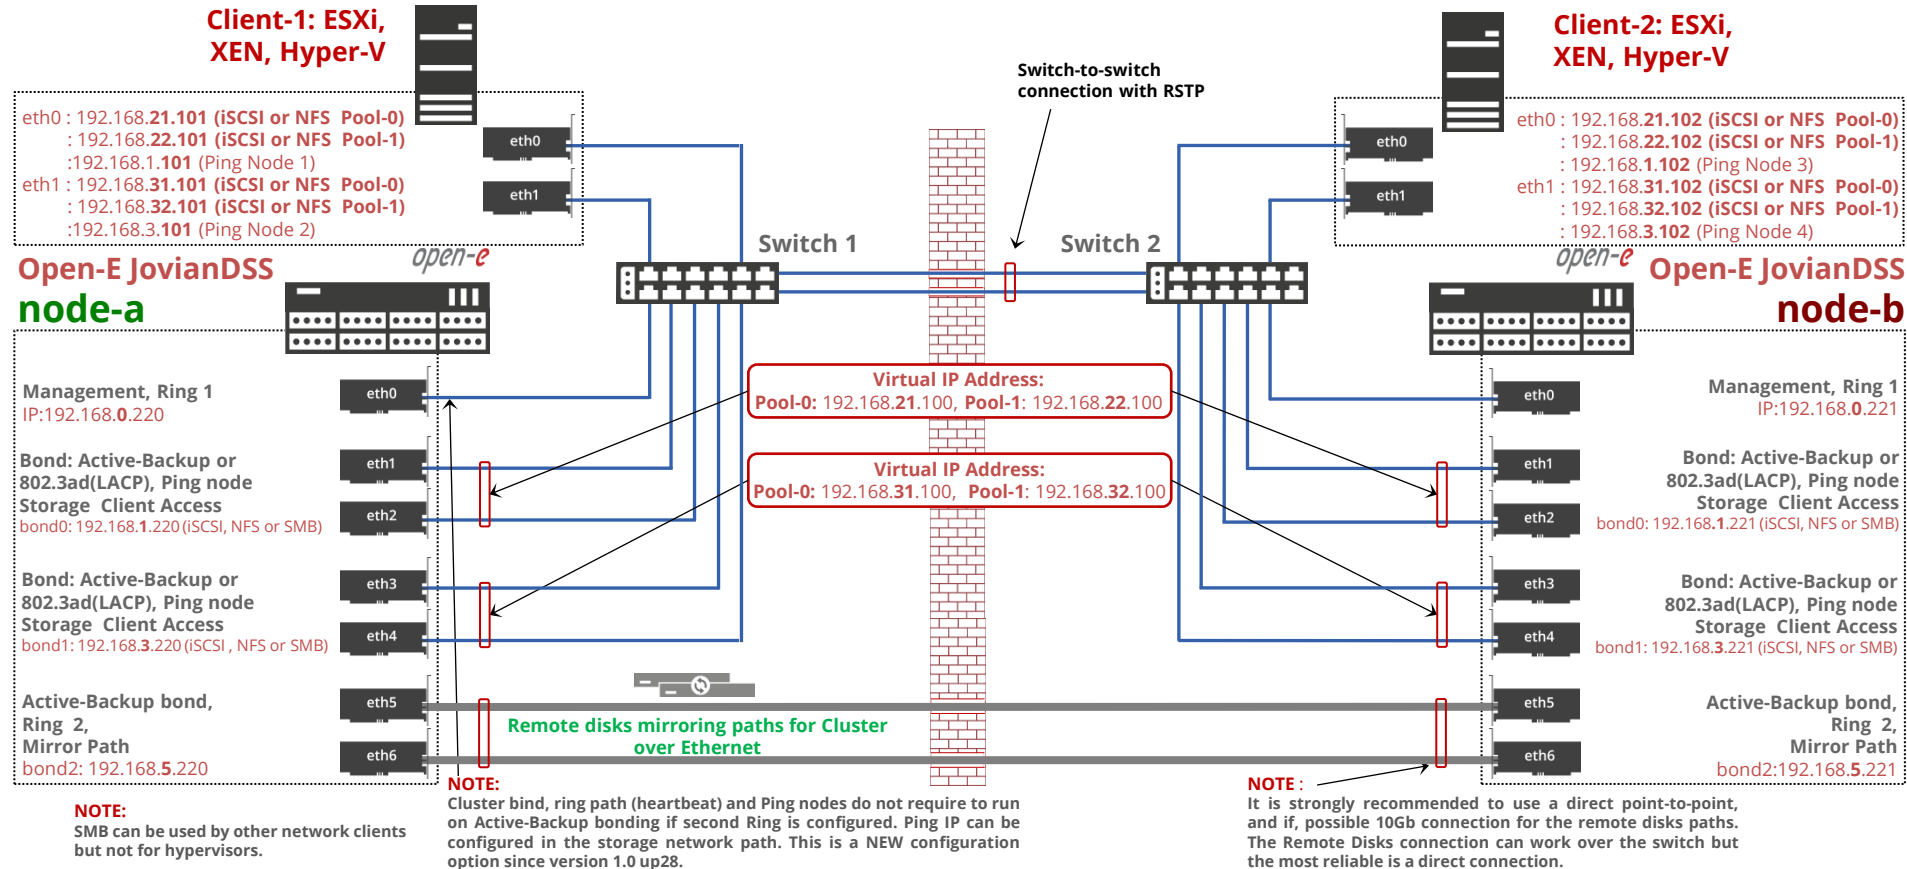 Client-1: ESXi,
XEN, Hyper-V
eth0 : 192.168.21.101 (iSCSI or NFS Pool-0)
: 192.168.22.101 (iSCSI or NFS Pool-1)
:192.168.1.101 (Ping Node 1)
eth1 : 192.168.31.101 (iSCSI or NFS Pool-0)
: 192.168.32.101 (iSCSI or NFS Pool-1)
:192.168.3.101 (Ping Node 2)
eth0
eth1
Switch-to-switch
connection with RSTP
Client-2: ESXi,
XEN, Hyper-V
eth0
eth1
eth0 : 192.168.21.102 (iSCSI or NFS Pool-0)
: 192.168.22.102 (iSCSI or NFS Pool-1)
: 192.168.1.102 (Ping Node 3)
eth1 : 192.168.31.102 (iSCSI or NFS Pool-0)
: 192.168.32.102 (iSCSI or NFS Pool-1)
: 192.168.3.102 (Ping Node 4)
Switch 1
Switch 2
open-e
Open-E JovianDSS
node-a
open-e
Open-E JovianDSS
node-b
Management, Ring 1
IP:192.168.0.220
eth0
Bond: Active-Backup or
802.3ad(LACP), Ping node
Storage Client Access
bond0: 192.168.1.220 (iSCSI, NFS or SMB)
eth1
eth2
Bond: Active-Backup or
802.3ad(LACP), Ping node
Storage Client Access
bond1: 192.168.3.220 (iSCSI , NFS or SMB)
eth3
eth4
Active-Backup bond,
Ring 2,
Mirror Path
bond2: 192.168.5.220
eth5
eth6
Virtual IP Address:
Pool-0: 192.168.21.100, Pool-1: 192.168.22.100
Virtual IP Address:
Pool-0: 192.168.31.100, Pool-1: 192.168.32.100
Remote disks mirroring paths for Cluster
over Ethernet
eth0
Management, Ring 1
IP:192.168.0.221
eth1
eth2
Bond: Active-Backup or
802.3ad(LACP), Ping node
Storage Client Access
bond0: 192.168.1.221 (iSCSI, NFS or SMB)
eth3
eth4
Bond: Active-Backup or
802.3ad(LACP), Ping node
Storage Client Access
bond1: 192.168.3.221 (iSCSI, NFS or SMB)
eth5
eth6
Active-Backup bond,
Ring 2,
Mirror Path
bond2:192.168.5.221
NOTE:
SMB can be used by other network clients
but not for hypervisors.
NOTE:
Cluster bind, ring path (heartbeat) and Ping nodes do not require to run
on Active-Backup bonding if second Ring is configured. Ping IP can be
configured in the storage network path. This is a NEW configuration
option since version 1.0 up28.
NOTE :
It is strongly recommended to use a direct point-to-point,
and if, possible 10Gb connection for the remote disks paths.
The Remote Disks connection can work over the switch but
the most reliable is a direct connection.